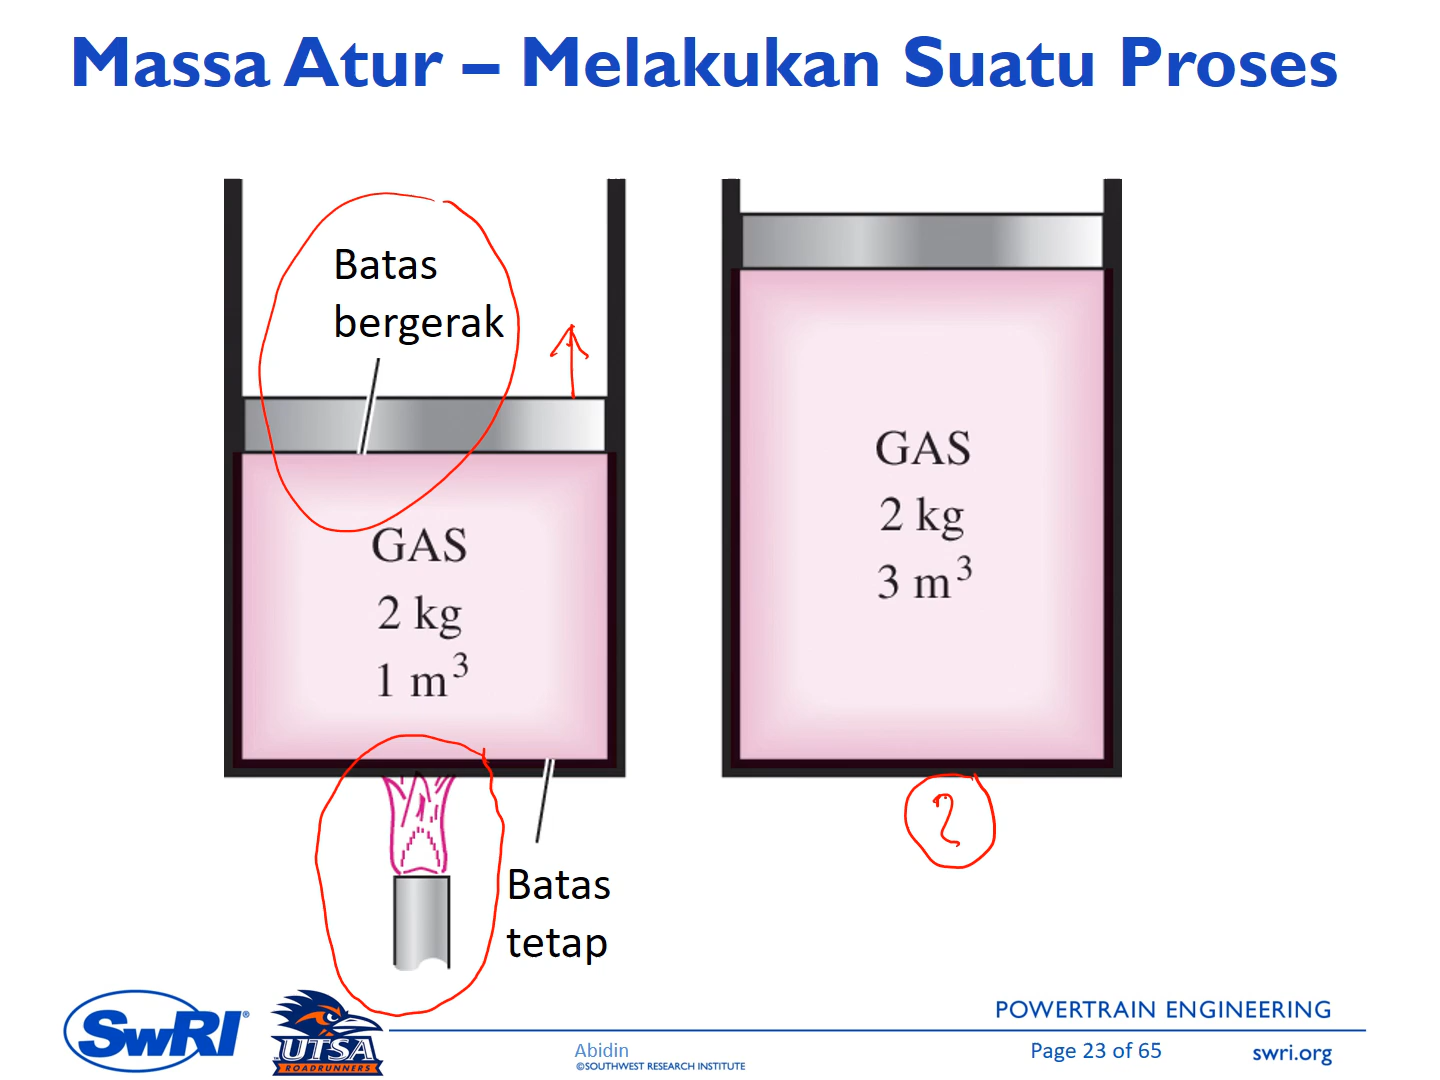 Massa Atur – Melakukan Suatu Proses
Batas
bergerak
GAS
2 kg
1 m³
Batas
tetap
GAS
2 kg
3 m³
2
SwRI®
UTSA
ROADRUNNERS
Abidin
©SOUTHWEST RESEARCH INSTITUTE
POWERTRAIN ENGINEERING
Page 23 of 65
swri.org